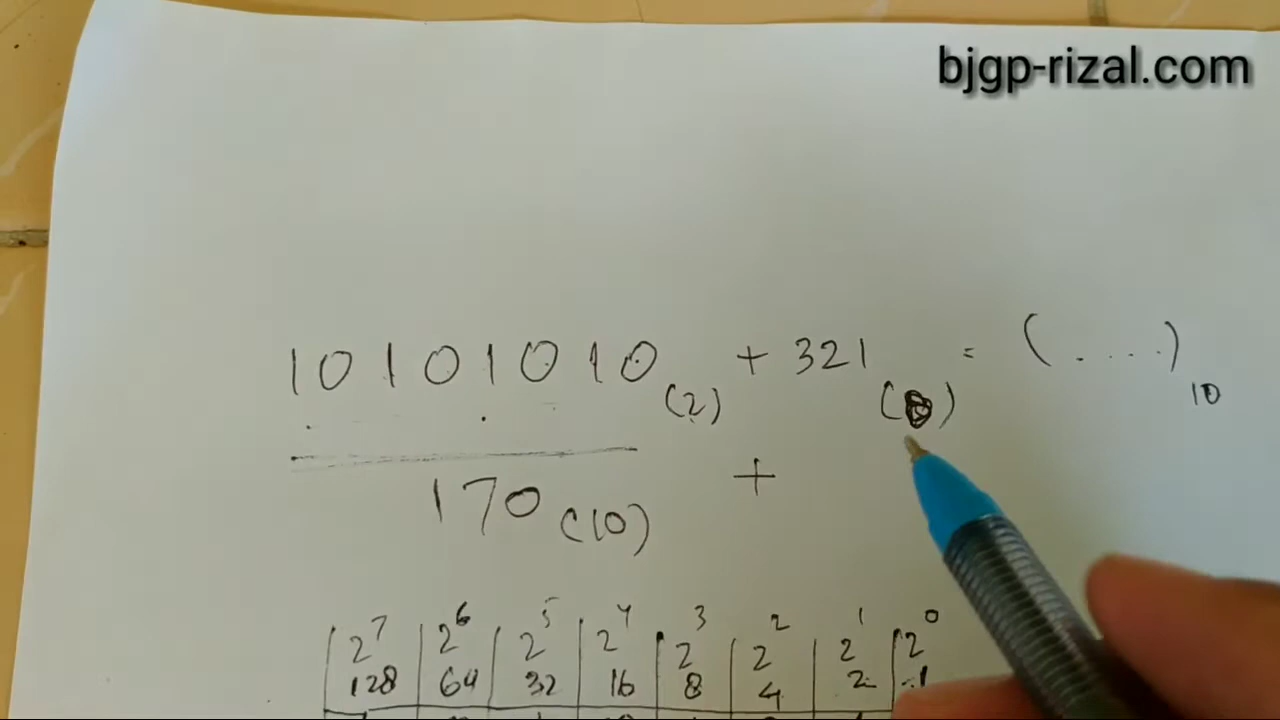 bjgp-rizal.com
10101010 (2) + 321 (8) = (....) 10
170 (10) +
2^7 2^6 2^5 2^4 2^3 2^2 2^1 2^0
128 64 32 16 8 4 2 1